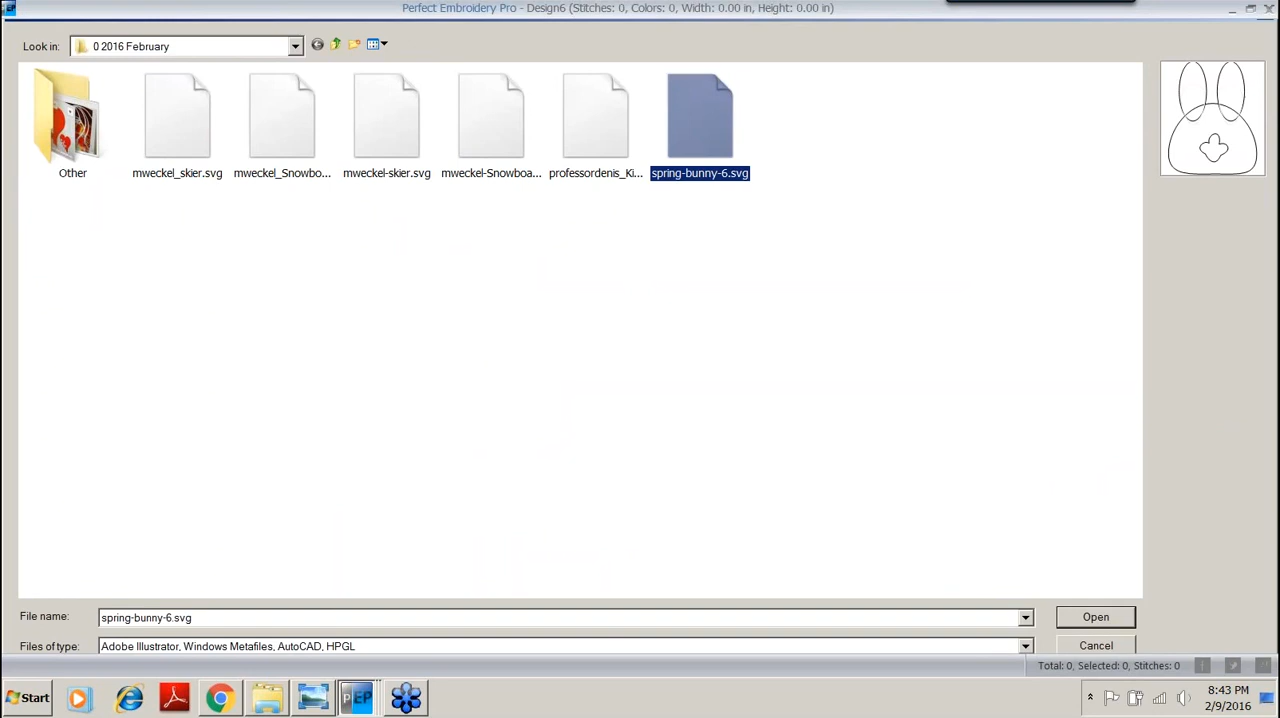 Perfect Embroidery Pro - Design6 (Stitches: 0, Colors: 0, Width: 0.00 in, Height: 0.00 in)
Look in: 0 2016 February
Other
mweckel_skier.svg
mweckel_Snowbo...
mweckel-skier.svg
mweckel-Snowboa...
professordenis_Ki...
spring-bunny-6.svg
File name: spring-bunny-6.svg
Open
Files of type: Adobe Illustrator, Windows Metafiles, AutoCAD, HPGL
Cancel
Total: 0, Selected: 0, Stitches: 0
Start
pEP
8:43 PM
2/9/2016